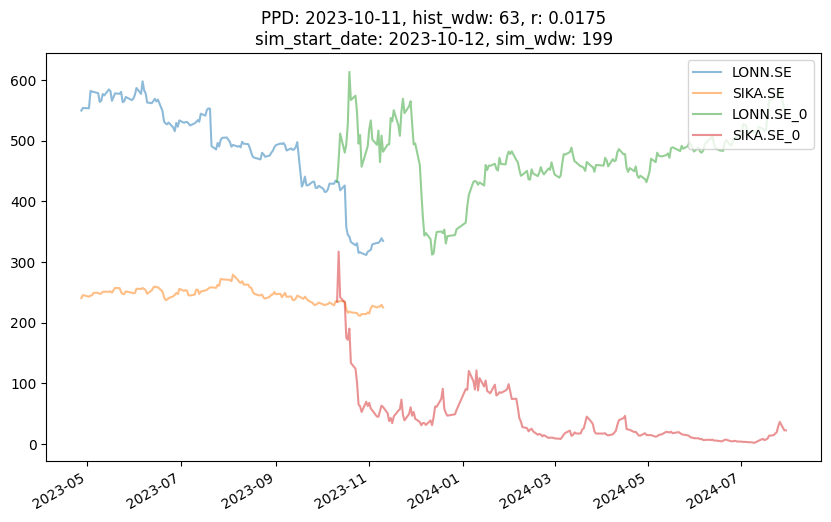 PPD: 2023-10-11, hist_wdw: 63, r: 0.0175
sim_start_date: 2023-10-12, sim_wdw: 199
LONN.SE
SIKA.SE
LONN.SE_0
SIKA.SE_0
600
500
400
300
200
100
0
2023-05
2023-07
2023-09
2023-11
2024-01
2024-03
2024-05
2024-07